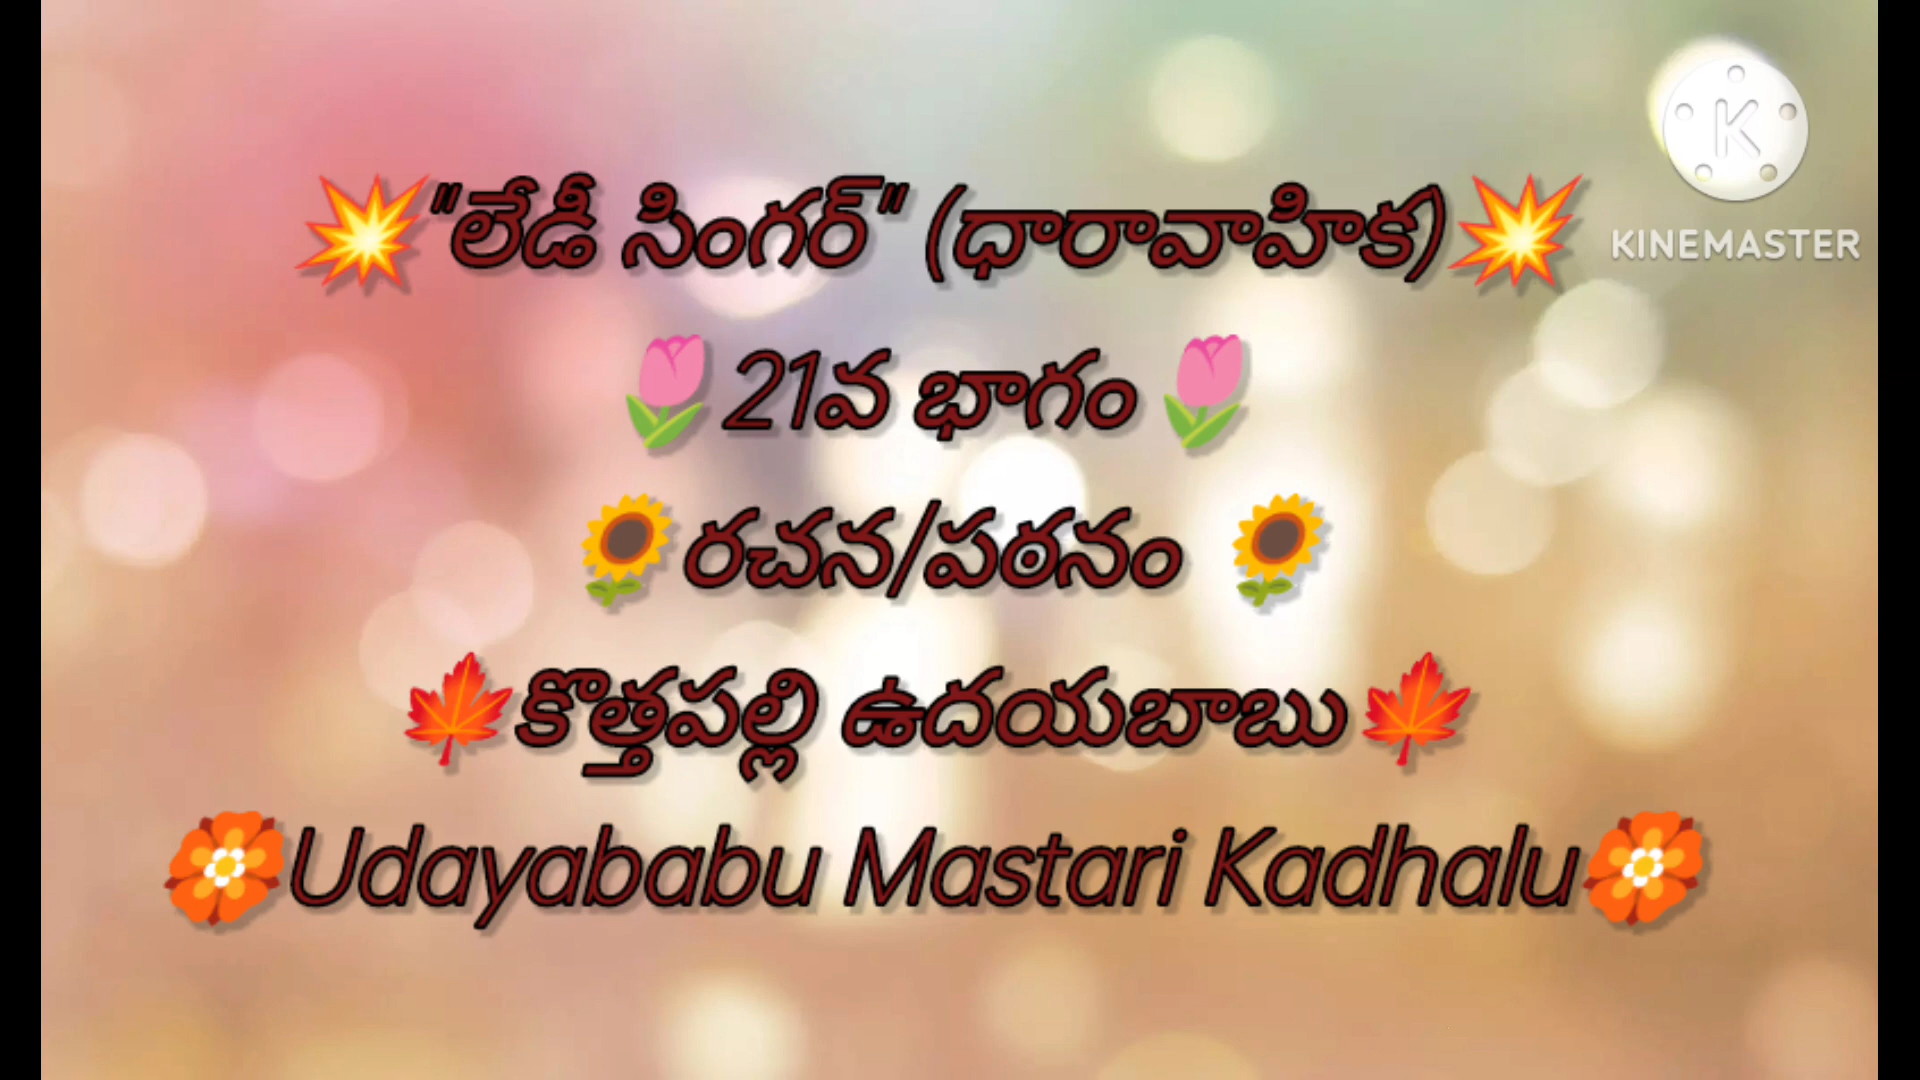 💥"లేడీ సింగర్" (ధారావాహిక)💥
🌷21వ భాగం🌷
🌻రచన/పఠనం 🌻
🍁కొత్తపల్లి ఉదయబాబు🍁
🏵️Udayababu Mastari Kadhalu🏵️
K
KINEMASTER